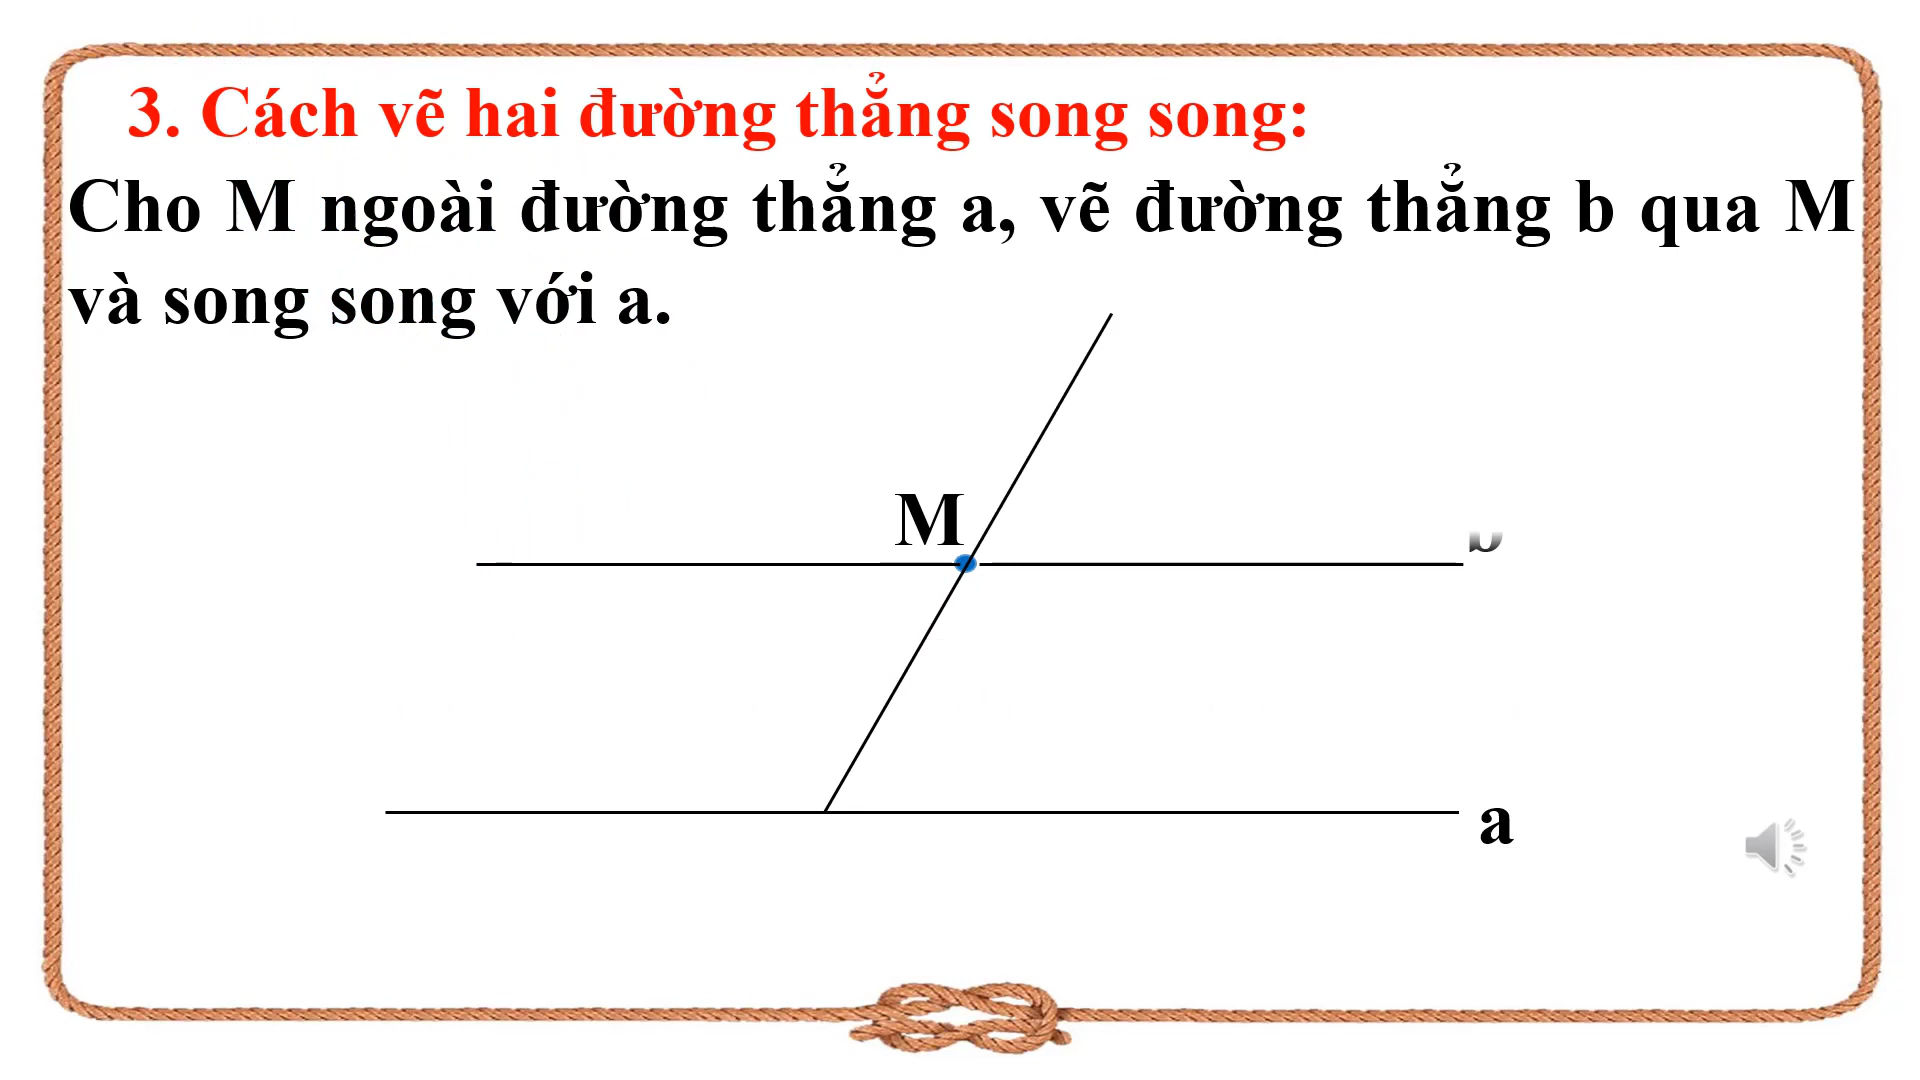 3. Cách vẽ hai đường thẳng song song:
Cho M ngoài đường thẳng a, vẽ đường thẳng b qua M
và song song với a.
M
b
a